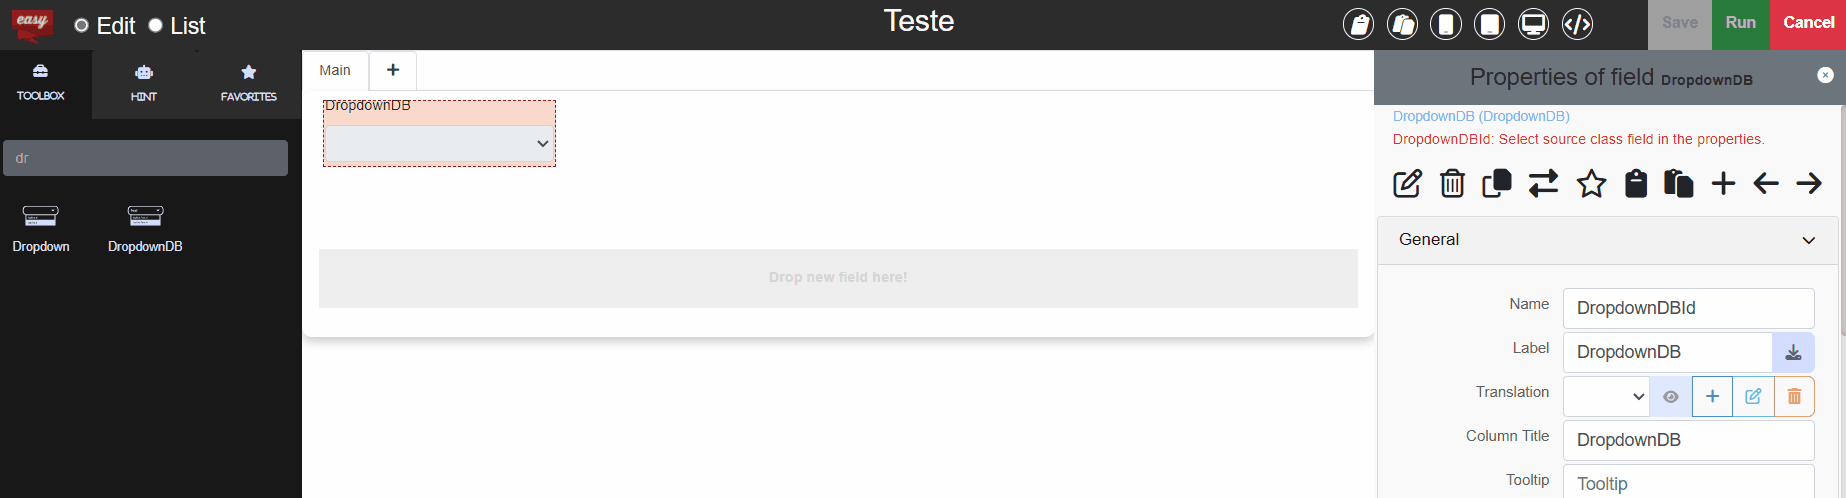 easy
Edit
List
Teste
Save
Run
Cancel
TOOLBOX
HINT
FAVORITES
dr
Dropdown
DropdownDB
Main
DropdownDB
Drop new field here!
Properties of field DropdownDB
DropdownDB (DropdownDB)
DropdownDBId: Select source class field in the properties.
General
Name
DropdownDBId
Label
DropdownDB
Translation
Column Title
DropdownDB
Tooltip
Tooltip